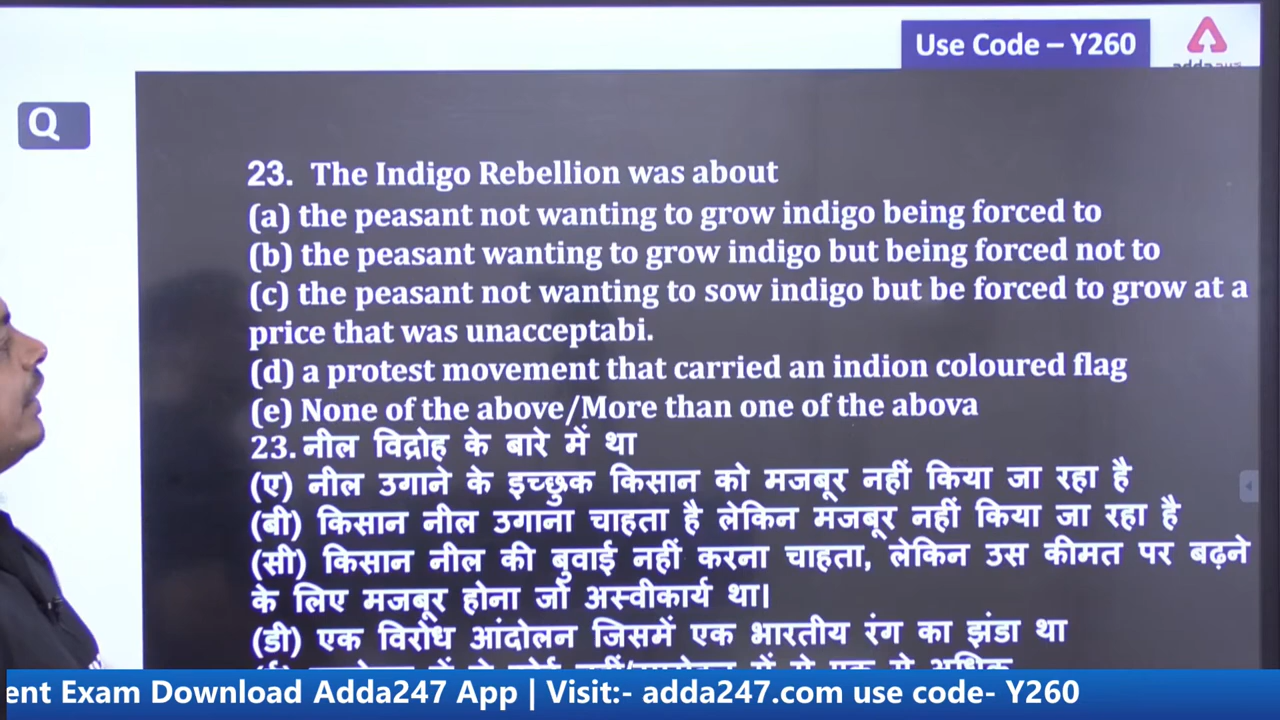 Use Code – Y260
Q
23. The Indigo Rebellion was about
(a) the peasant not wanting to grow indigo being forced to
(b) the peasant wanting to grow indigo but being forced not to
(c) the peasant not wanting to sow indigo but be forced to grow at a
price that was unacceptabi.
(d) a protest movement that carried an indion coloured flag
(e) None of the above/More than one of the abova
23. नील विद्रोह के बारे में था
(ए) नील उगाने के इच्छुक किसान को मजबूर नहीं किया जा रहा है
(बी) किसान नील उगाना चाहता है लेकिन मजबूर नहीं किया जा रहा है
(सी) किसान नील की बुवाई नहीं करना चाहता, लेकिन उस कीमत पर बढ़ने
के लिए मजबूर होना जो अस्वीकार्य था।
(डी) एक विरोध आंदोलन जिसमें एक भारतीय रंग का झंडा था
ent Exam Download Adda247 App | Visit:- adda247.com use code- Y260